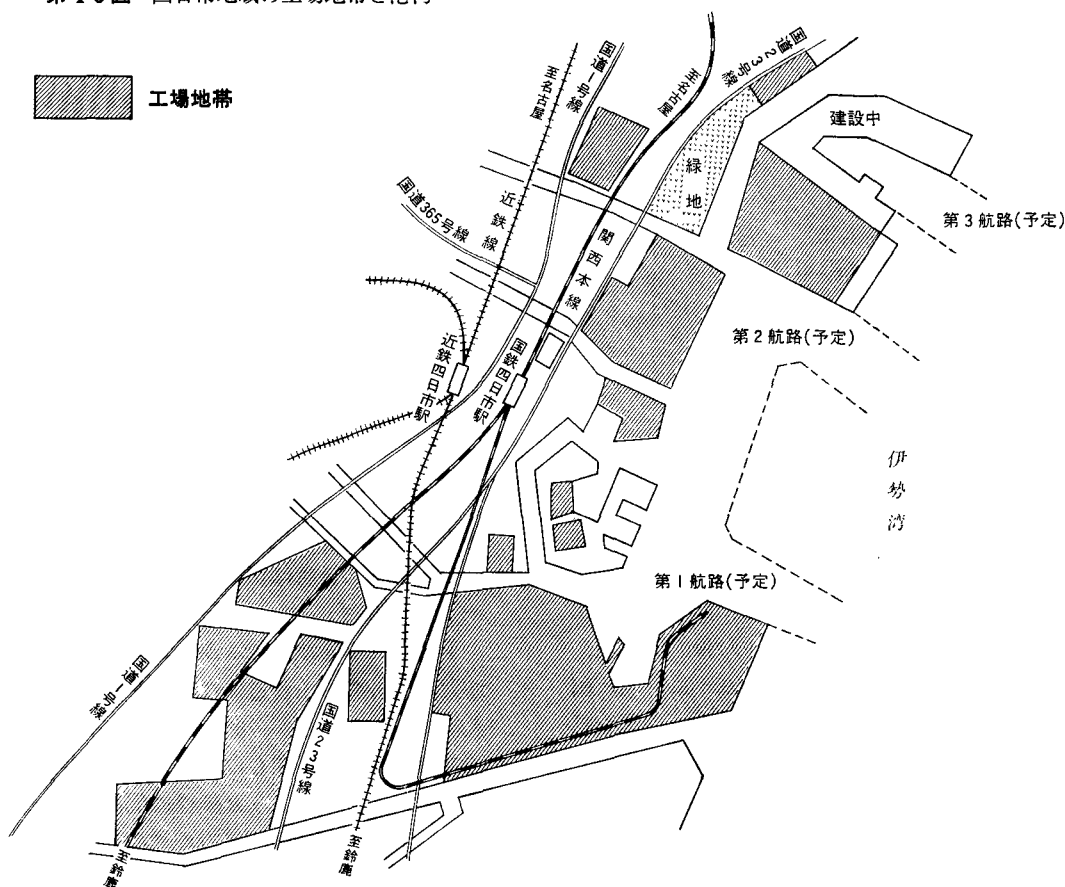 工場地帯
国道23号線
至名古屋
国道1号線
至名古屋
建設中
緑地
近鉄線
国道365号線
関西本線
第3航路(予定)
第2航路(予定)
近鉄四日市駅
国鉄四日市駅
伊勢湾
第1航路(予定)
国道1号線
国道23号線
至鈴鹿
至鈴鹿